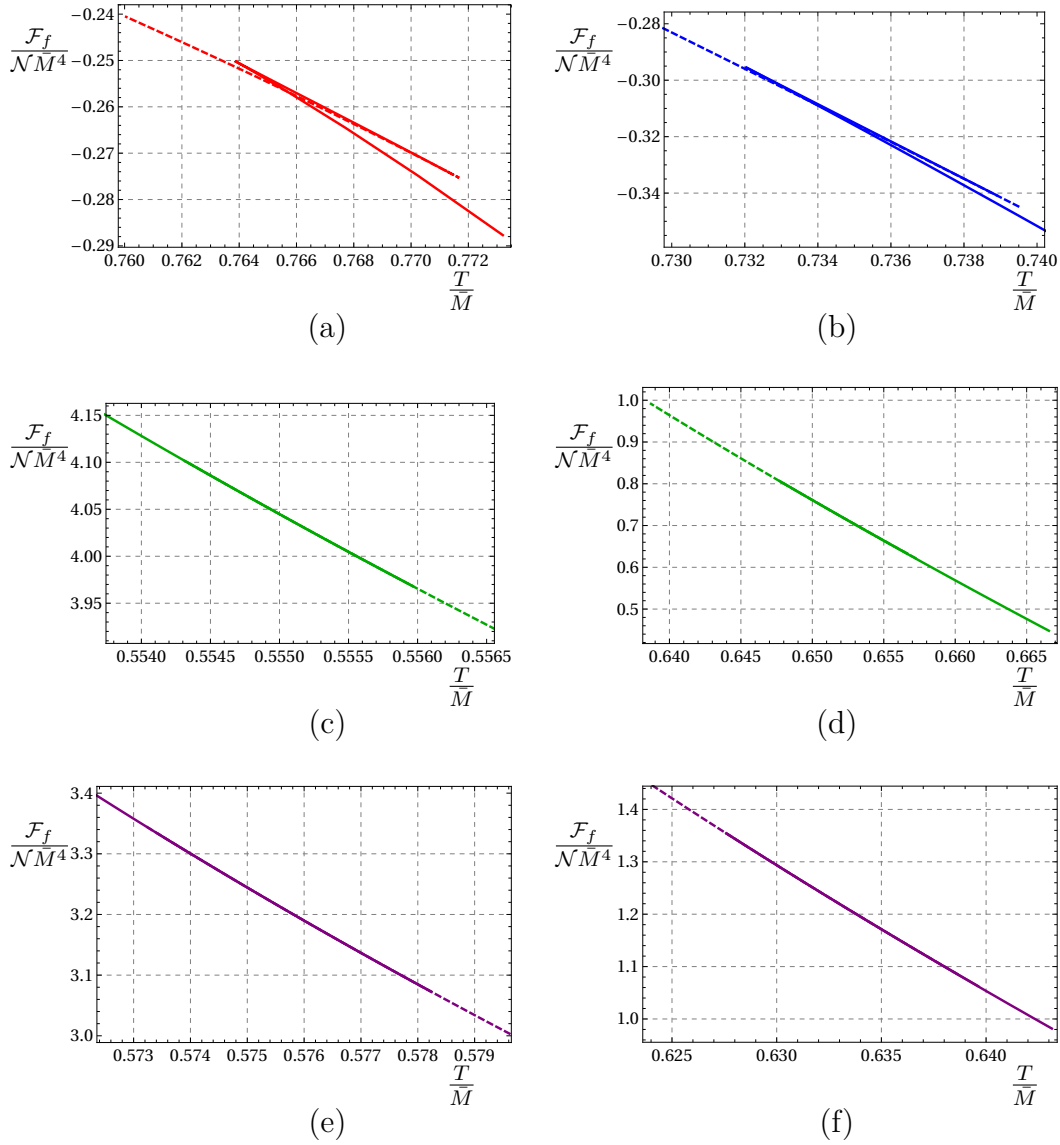 𝓕_f / 𝓝M̄⁴
−0.24
−0.25
−0.26
−0.27
−0.28
−0.29
0.760 0.762 0.764 0.766 0.768 0.770 0.772
T / M̄
(a)
𝓕_f / 𝓝M̄⁴
−0.28
−0.30
−0.32
−0.34
0.730 0.732 0.734 0.736 0.738 0.740
T / M̄
(b)
𝓕_f / 𝓝M̄⁴
4.15
4.10
4.05
4.00
3.95
0.5540 0.5545 0.5550 0.5555 0.5560 0.5565
T / M̄
(c)
𝓕_f / 𝓝M̄⁴
1.0
0.9
0.8
0.7
0.6
0.5
0.640 0.645 0.650 0.655 0.660 0.665
T / M̄
(d)
𝓕_f / 𝓝M̄⁴
3.4
3.3
3.2
3.1
3.0
0.573 0.574 0.575 0.576 0.577 0.578 0.579
T / M̄
(e)
𝓕_f / 𝓝M̄⁴
1.4
1.3
1.2
1.1
1.0
0.625 0.630 0.635 0.640
T / M̄
(f)